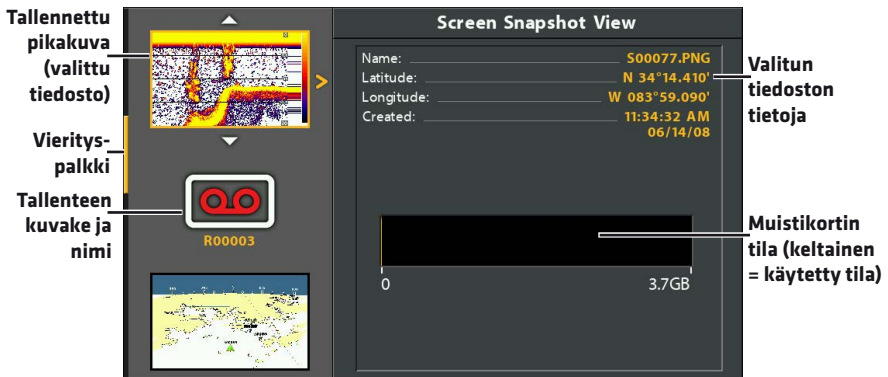 Tallennettu
pikakuva
(valittu
tiedosto)
Vieritys-
palkki
Tallenteen
kuvake ja
nimi
R00003
Screen Snapshot View
Name: S00077.PNG
Latitude: N 34°14.410'
Longitude: W 083°59.090'
Created: 11:34:32 AM
06/14/08
0 3.7GB
Valitun
tiedoston
tietoja
Muistikortin
tila (keltainen
= käytetty tila)